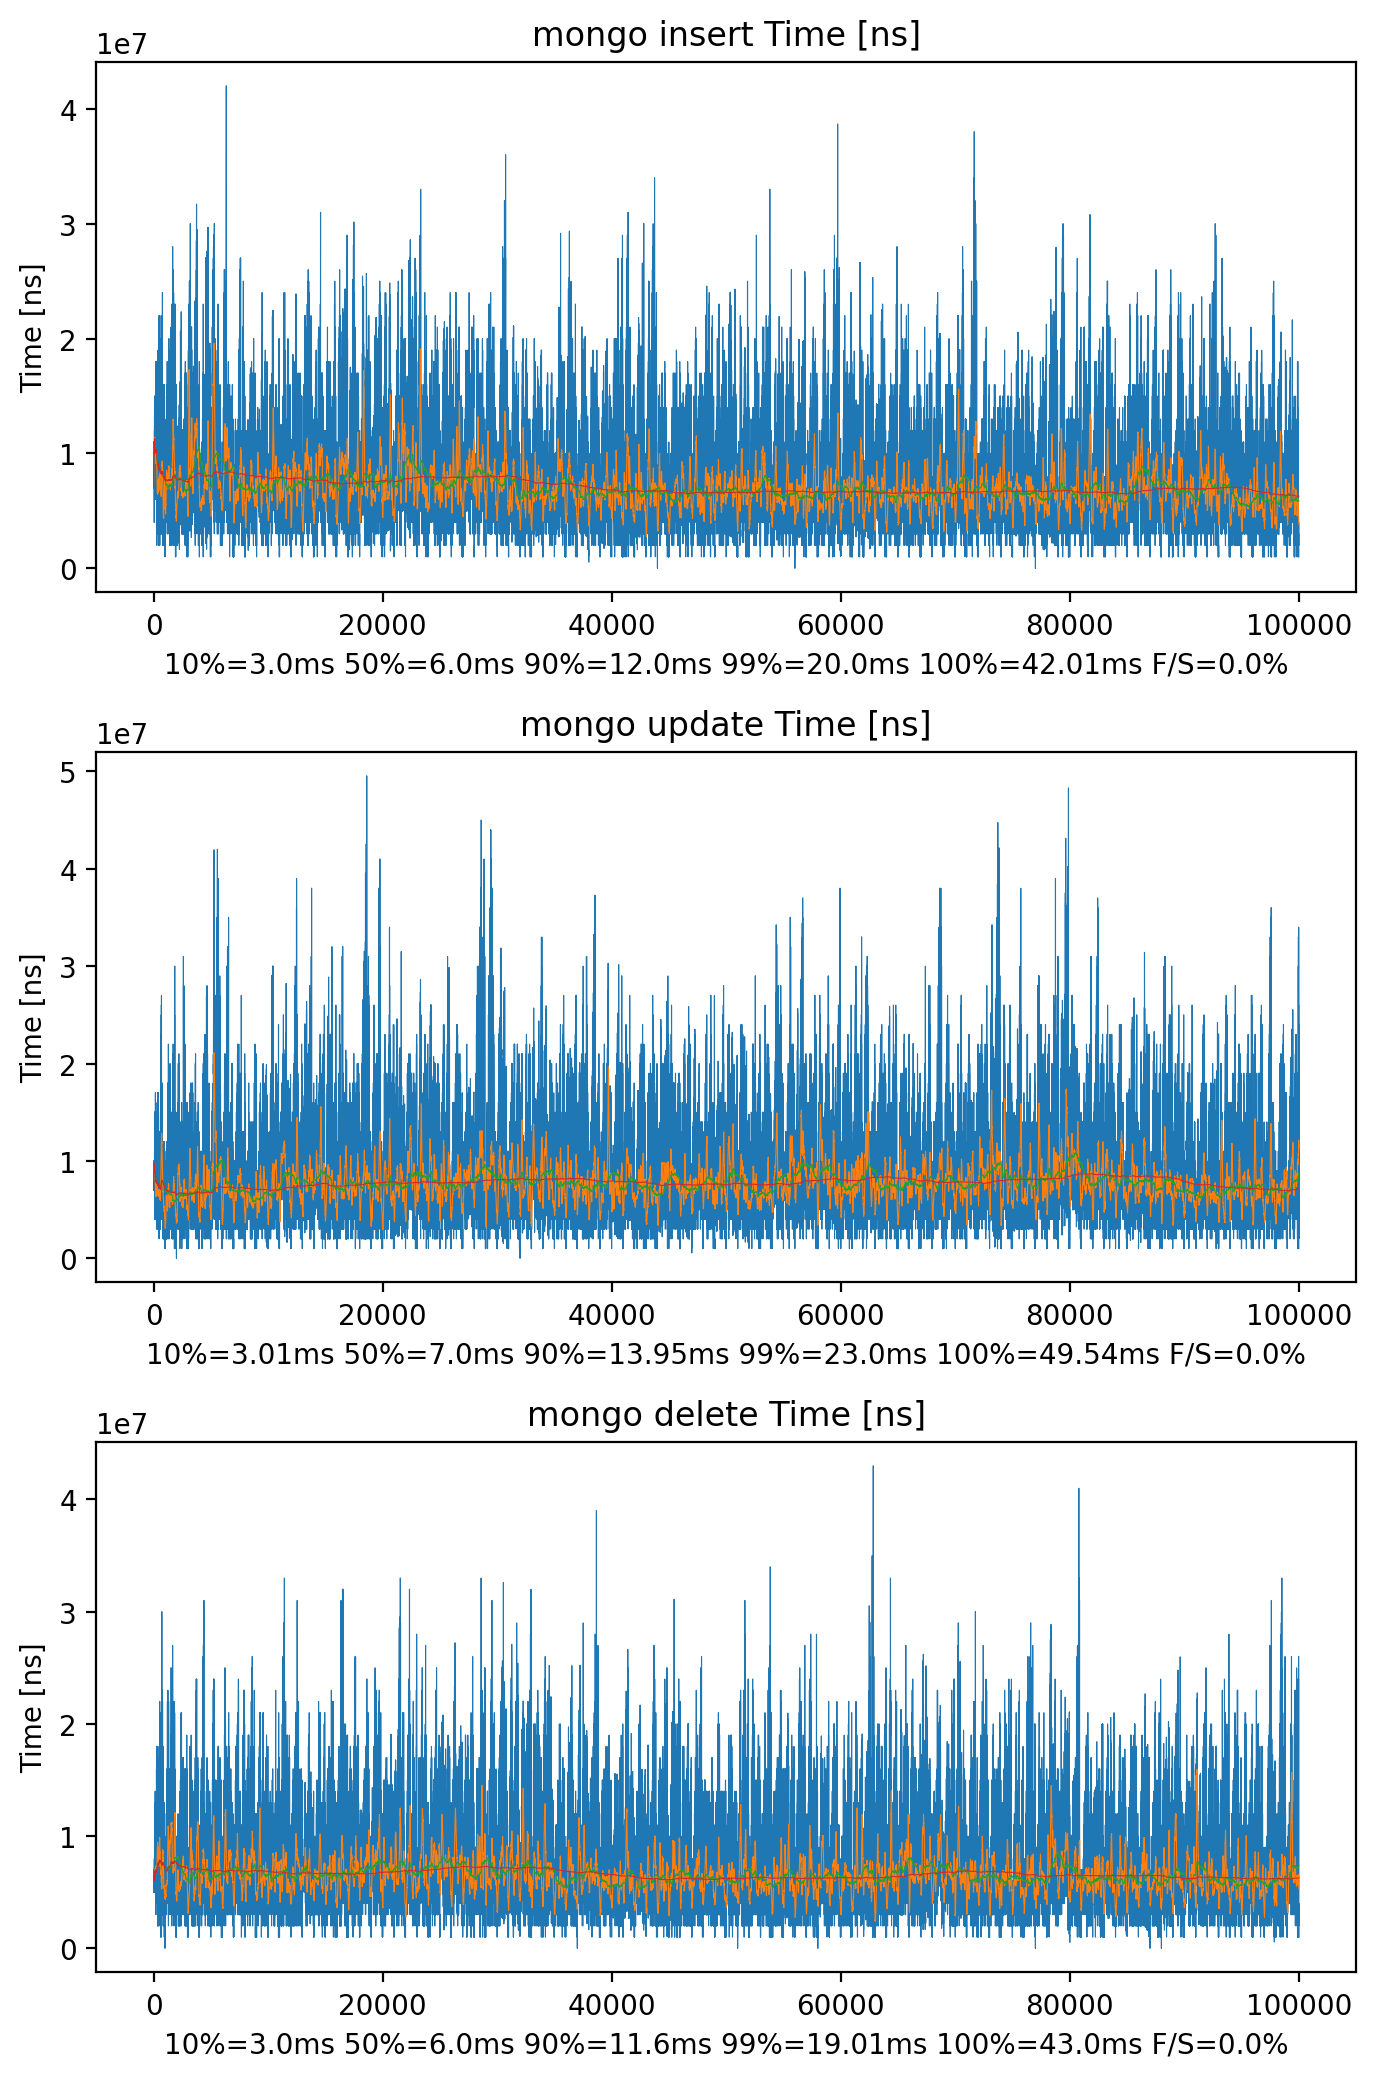 mongo insert Time [ns]
1e7
4
3
2
1
0
Time [ns]
0 20000 40000 60000 80000 100000
10%=3.0ms 50%=6.0ms 90%=12.0ms 99%=20.0ms 100%=42.01ms F/S=0.0%
mongo update Time [ns]
1e7
5
4
3
2
1
0
Time [ns]
0 20000 40000 60000 80000 100000
10%=3.01ms 50%=7.0ms 90%=13.95ms 99%=23.0ms 100%=49.54ms F/S=0.0%
mongo delete Time [ns]
1e7
4
3
2
1
0
Time [ns]
0 20000 40000 60000 80000 100000
10%=3.0ms 50%=6.0ms 90%=11.6ms 99%=19.01ms 100%=43.0ms F/S=0.0%